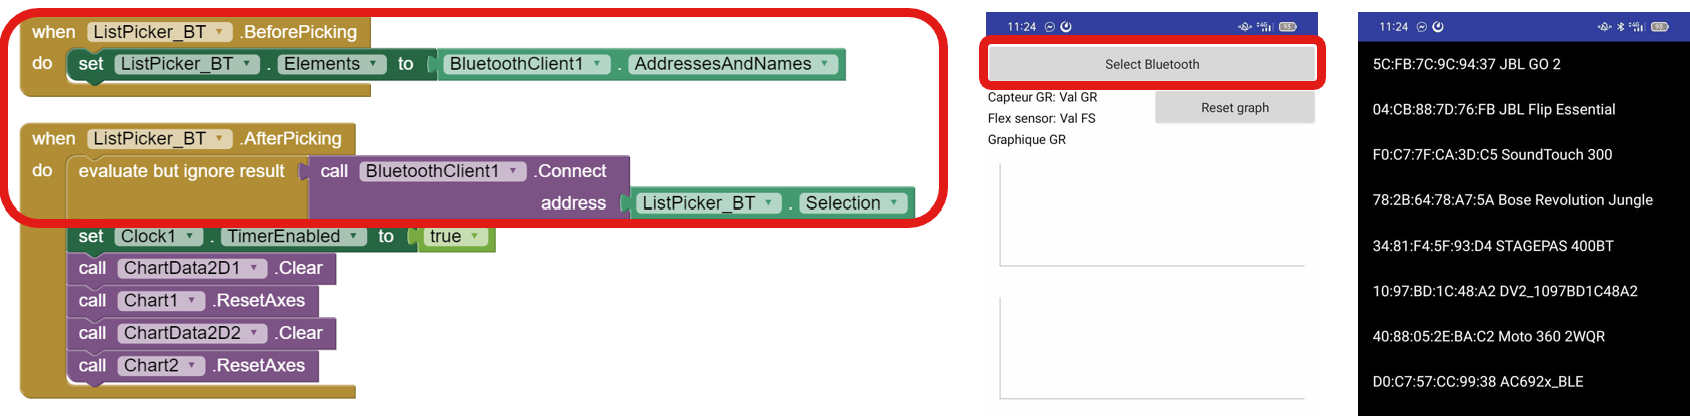 when ListPicker_BT .BeforePicking
do set ListPicker_BT . Elements to BluetoothClient1 . AddressesAndNames
when ListPicker_BT .AfterPicking
do evaluate but ignore result call BluetoothClient1 .Connect
address ListPicker_BT . Selection
set Clock1 . TimerEnabled to true
call ChartData2D1 .Clear
call Chart1 .ResetAxes
call ChartData2D2 .Clear
call Chart2 .ResetAxes
11:24
Select Bluetooth
Capteur GR: Val GR
Flex sensor: Val FS
Reset graph
Graphique GR
11:24
5C:FB:7C:9C:94:37 JBL GO 2
04:CB:88:7D:76:FB JBL Flip Essential
F0:C7:7F:CA:3D:C5 SoundTouch 300
78:2B:64:78:A7:5A Bose Revolution Jungle
34:81:F4:5F:93:D4 STAGEPAS 400BT
10:97:BD:1C:48:A2 DV2_1097BD1C48A2
40:88:05:2E:BA:C2 Moto 360 2WQR
D0:C7:57:CC:99:38 AC692x_BLE